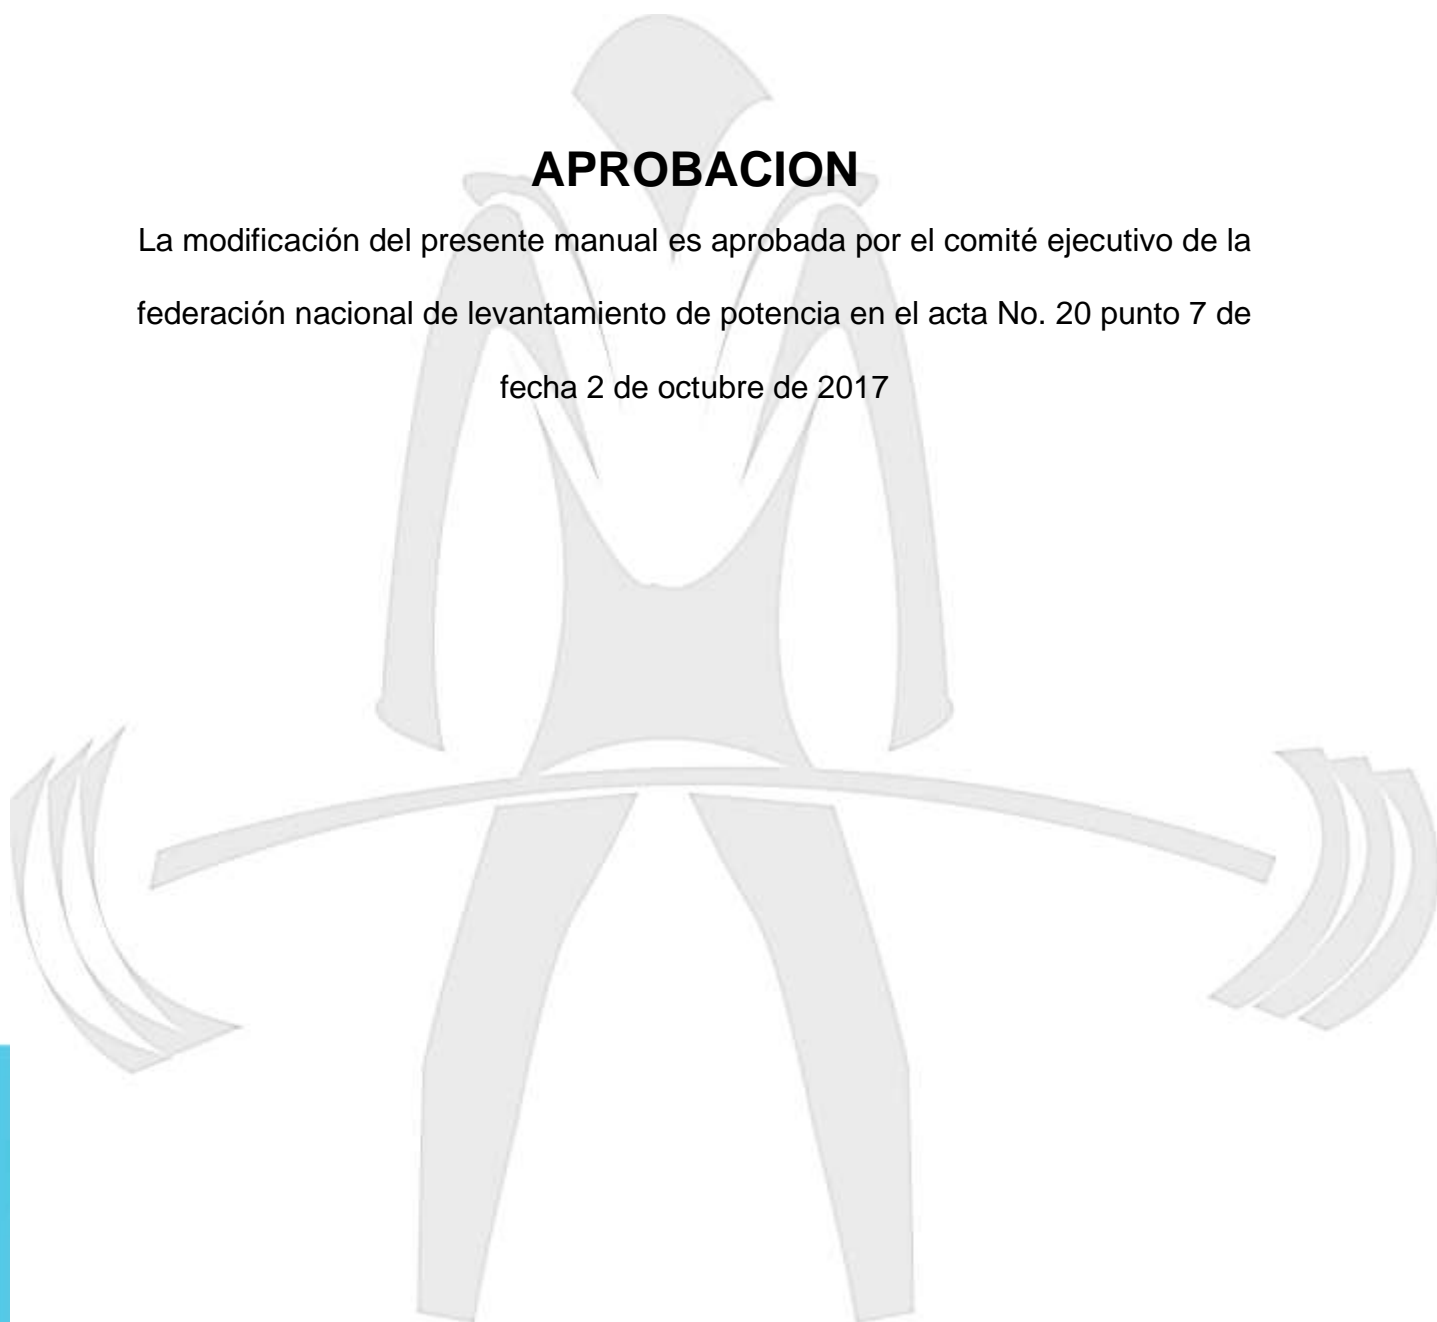 APROBACION
La modificación del presente manual es aprobada por el comité ejecutivo de la
federación nacional de levantamiento de potencia en el acta No. 20 punto 7 de
fecha 2 de octubre de 2017